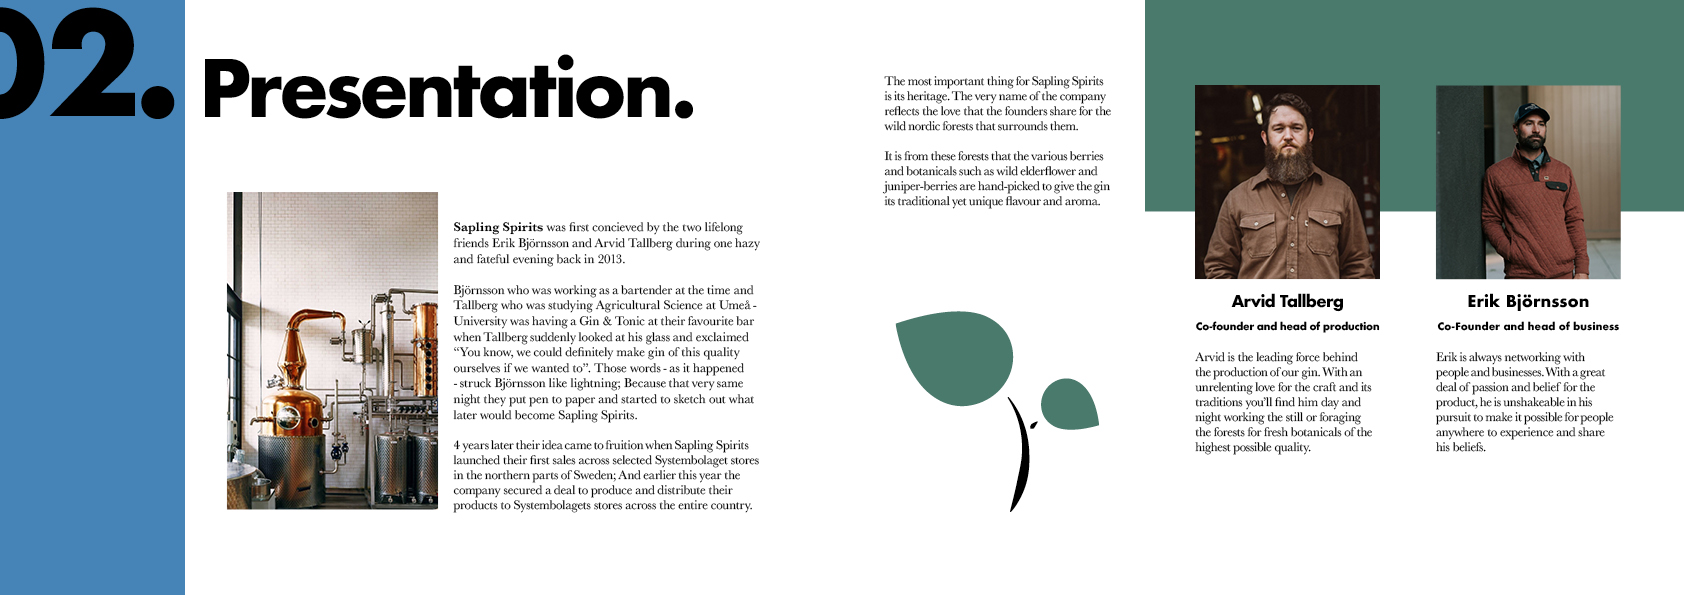 02.
Presentation.
Sapling Spirits was first concieved by the two lifelong
friends Erik Björnsson and Arvid Tallberg during one hazy
and fateful evening back in 2013.
Björnsson who was working as a bartender at the time and
Tallberg who was studying Agricultural Science at Umeå -
University was having a Gin & Tonic at their favourite bar
when Tallberg suddenly looked at his glass and exclaimed
“You know, we could definitely make gin of this quality
ourselves if we wanted to”. Those words - as it happened
- struck Björnsson like lightning; Because that very same
night they put pen to paper and started to sketch out what
later would become Sapling Spirits.
4 years later their idea came to fruition when Sapling Spirits
launched their first sales across selected Systembolaget stores
in the northern parts of Sweden; And earlier this year the
company secured a deal to produce and distribute their
products to Systembolagets stores across the entire country.
The most important thing for Sapling Spirits
is its heritage. The very name of the company
reflects the love that the founders share for the
wild nordic forests that surrounds them.
It is from these forests that the various berries
and botanicals such as wild elderflower and
juniper-berries are hand-picked to give the gin
its traditional yet unique flavour and aroma.
Arvid Tallberg
Co-founder and head of production
Arvid is the leading force behind
the production of our gin. With an
unrelenting love for the craft and its
traditions you’ll find him day and
night working the still or foraging
the forests for fresh botanicals of the
highest possible quality.
Erik Björnsson
Co-Founder and head of business
Erik is always networking with
people and businesses. With a great
deal of passion and belief for the
product, he is unshakeable in his
pursuit to make it possible for people
anywhere to experience and share
his beliefs.